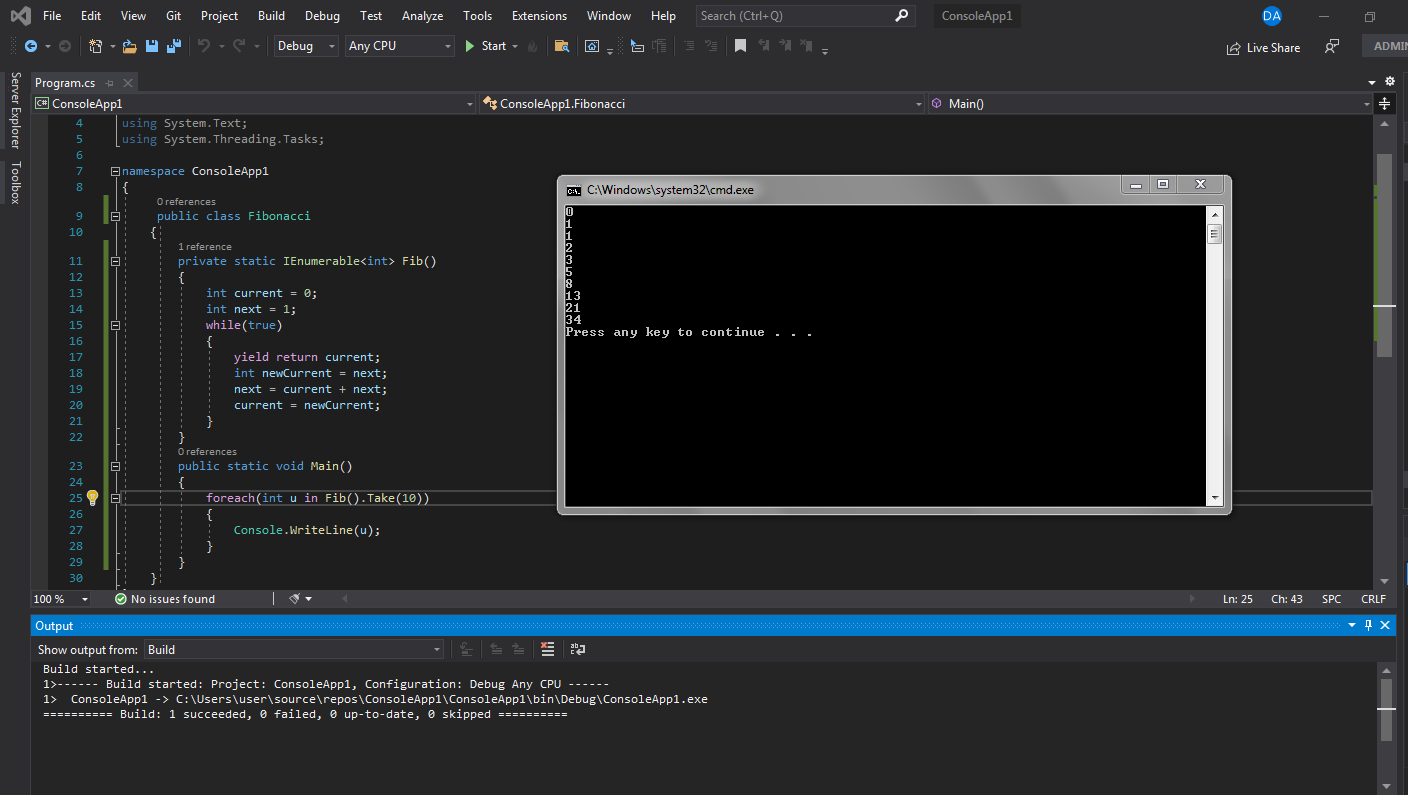 File Edit View Git Project Build Debug Test Analyze Tools Extensions Window Help Search (Ctrl+Q) ConsoleApp1 DA
Debug Any CPU Start Live Share ADMIN
Server Explorer
Toolbox
Program.cs
C# ConsoleApp1 ConsoleApp1.Fibonacci Main()
4 using System.Text;
5 using System.Threading.Tasks;
6
7 namespace ConsoleApp1
8 {
0 references
9 public class Fibonacci
10 {
1 reference
11 private static IEnumerable<int> Fib()
12 {
13 int current = 0;
14 int next = 1;
15 while(true)
16 {
17 yield return current;
18 int newCurrent = next;
19 next = current + next;
20 current = newCurrent;
21 }
22 }
0 references
23 public static void Main()
24 {
25 foreach(int u in Fib().Take(10))
26 {
27 Console.WriteLine(u);
28 }
29 }
30 }
C:\Windows\system32\cmd.exe
0
1
1
2
3
5
8
13
21
34
Press any key to continue . . .
100 % No issues found Ln: 25 Ch: 43 SPC CRLF
Output
Show output from: Build
Build started...
1>------ Build started: Project: ConsoleApp1, Configuration: Debug Any CPU ------
1>  ConsoleApp1 -> C:\Users\user\source\repos\ConsoleApp1\ConsoleApp1\bin\Debug\ConsoleApp1.exe
========== Build: 1 succeeded, 0 failed, 0 up-to-date, 0 skipped ==========